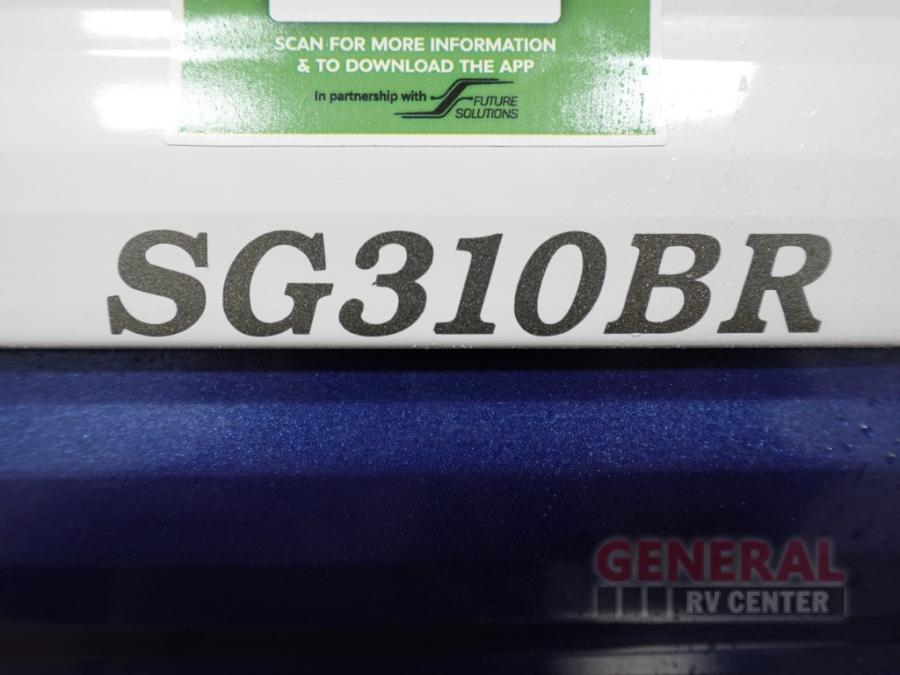 SCAN FOR MORE INFORMATION
& TO DOWNLOAD THE APP
In partnership with FUTURE
SOLUTIONS
SG310BR
GENERAL
RV CENTER